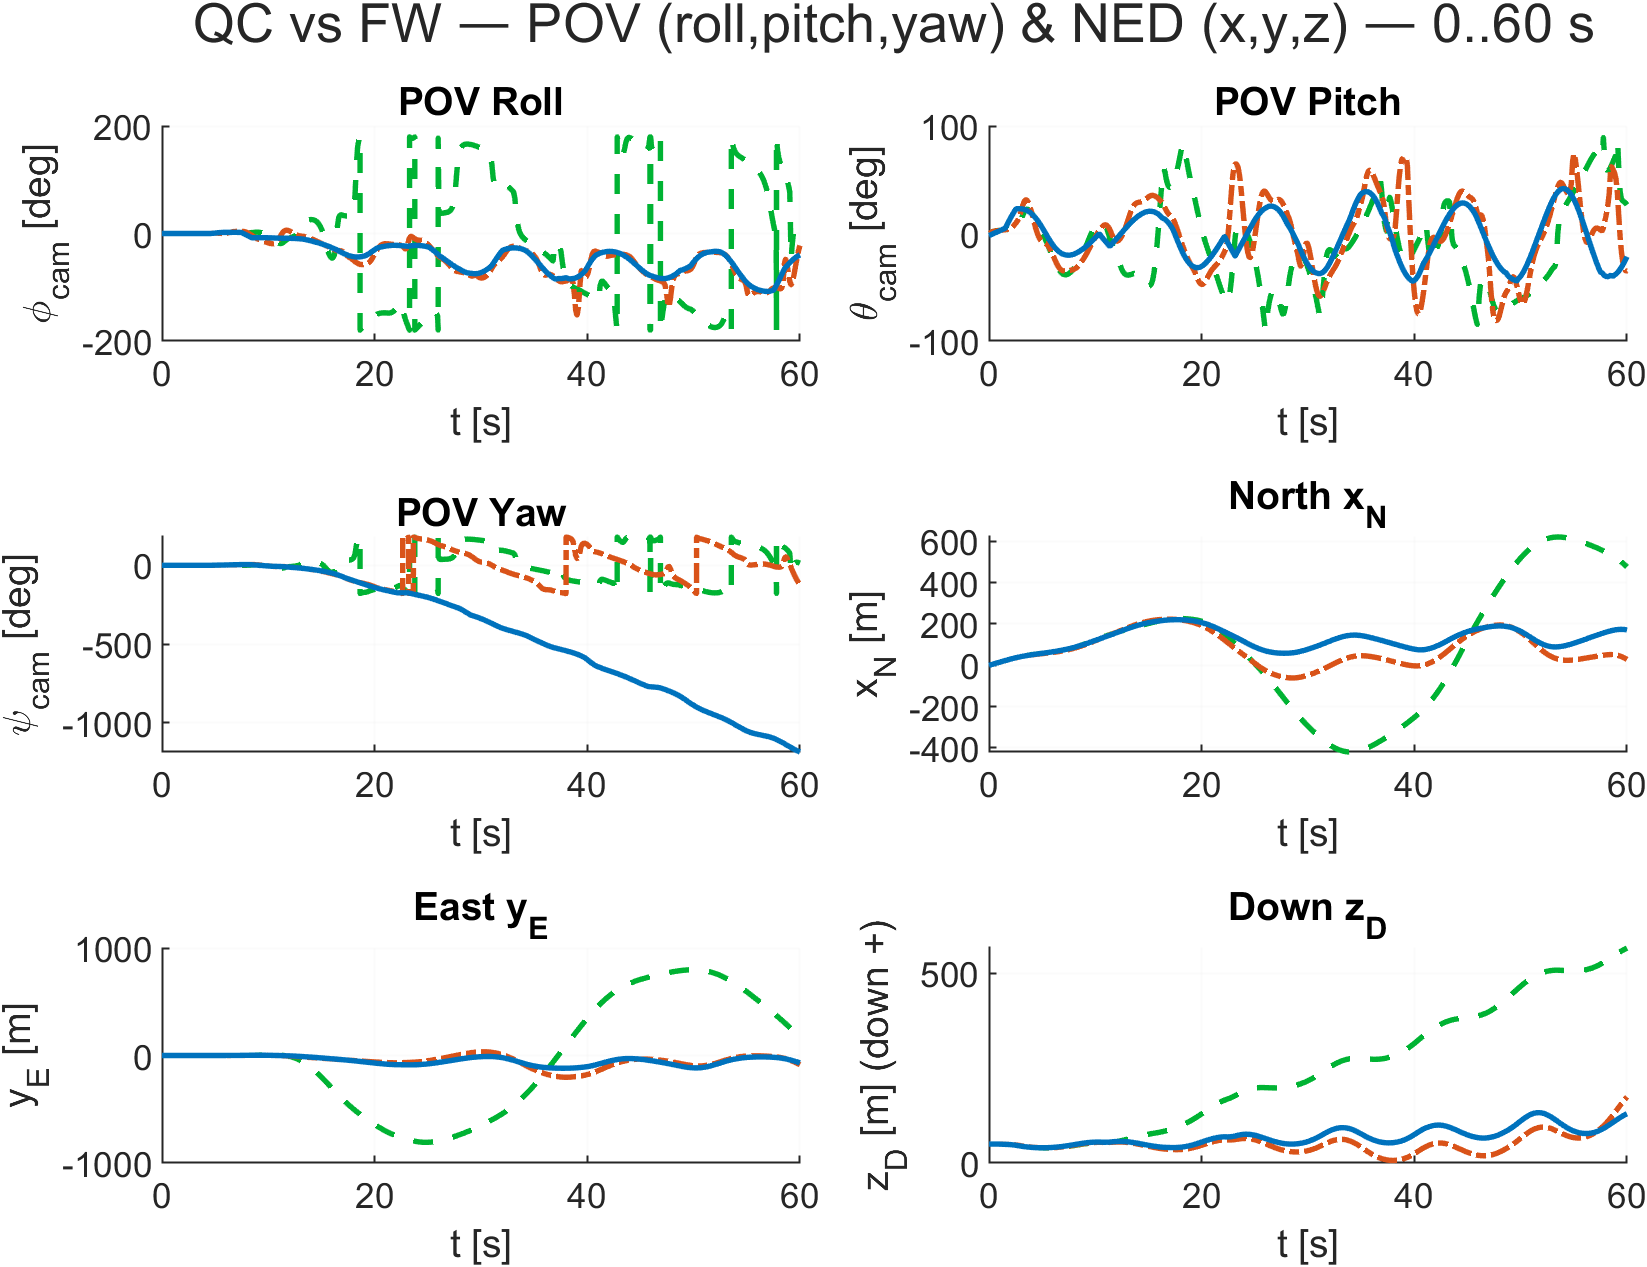 QC vs FW — POV (roll,pitch,yaw) & NED (x,y,z) — 0..60 s
POV Roll
ϕcam [deg]
200
0
-200
0 20 40 60
t [s]
POV Pitch
θcam [deg]
100
0
-100
0 20 40 60
t [s]
POV Yaw
ψcam [deg]
0
-500
-1000
0 20 40 60
t [s]
North xN
xN [m]
600
400
200
0
-200
-400
0 20 40 60
t [s]
East yE
yE [m]
1000
0
-1000
0 20 40 60
t [s]
Down zD
zD [m] (down +)
500
0
0 20 40 60
t [s]